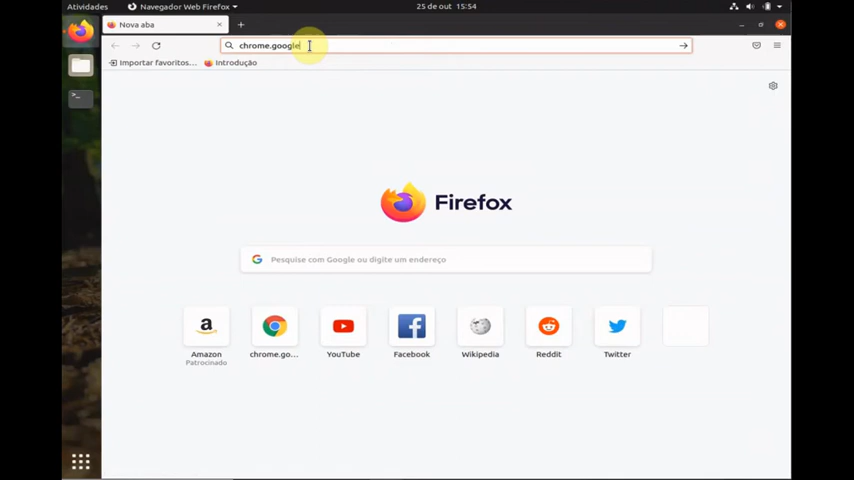 Atividades Navegador Web Firefox 25 de out 15:54
Nova aba
chrome.google
Importar favoritos... Introdução
Firefox
Pesquise com Google ou digite um endereço
Amazon chrome.go... YouTube Facebook Wikipedia Reddit Twitter
Patrocinado